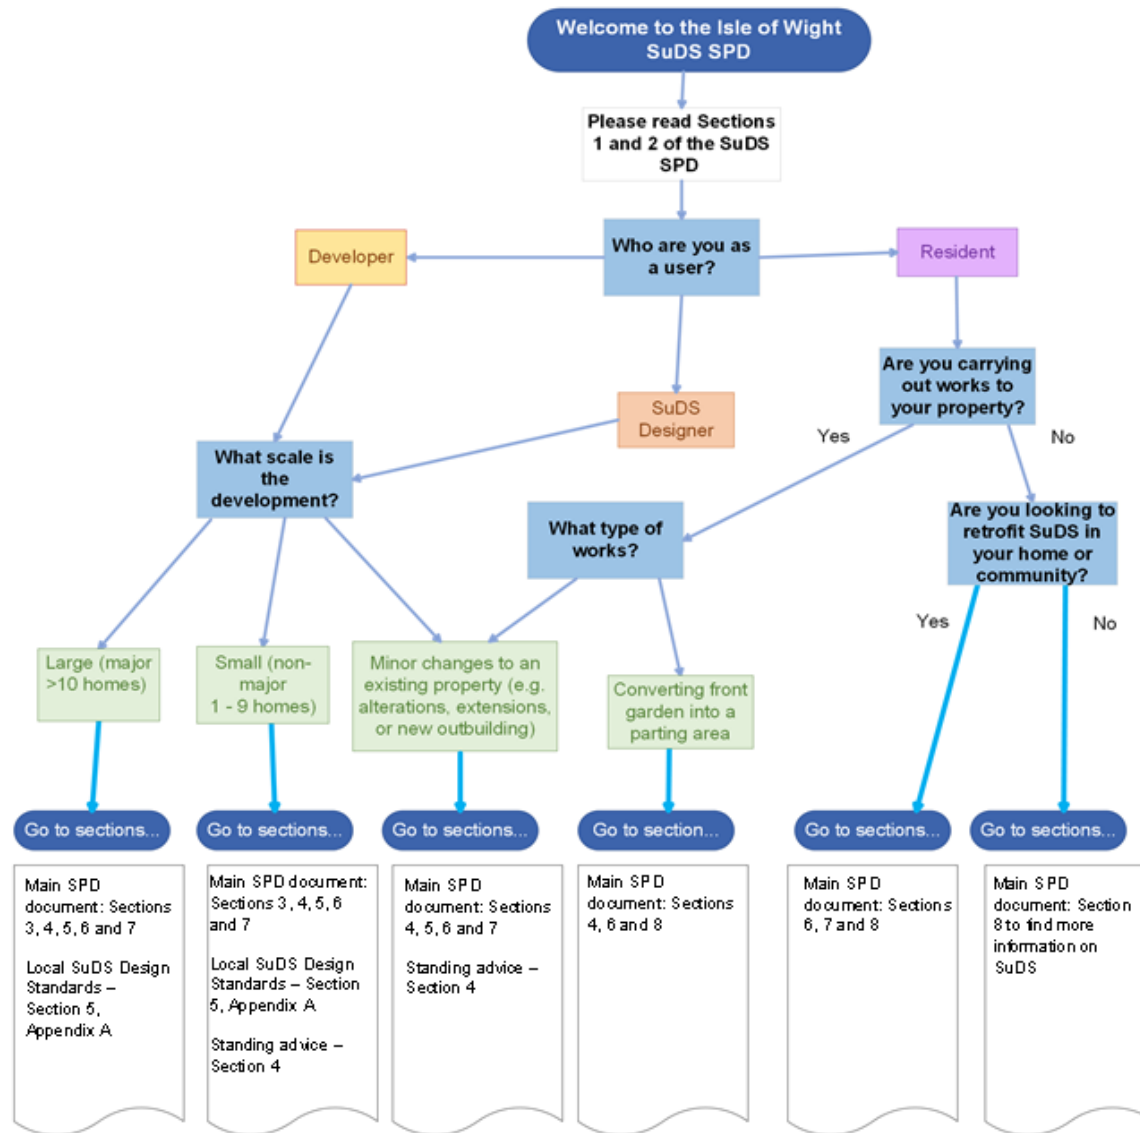 Welcome to the Isle of Wight
SuDS SPD
Please read Sections
1 and 2 of the SuDS
SPD
Who are you as
a user?
Developer
Resident
Are you carrying
out works to
your property?
SuDS
Designer
Yes
No
What scale is
the
development?
What type of
works?
Are you looking to
retrofit SuDS in
your home or
community?
Yes
No
Large (major
>10 homes)
Small (non-
major
1 - 9 homes)
Minor changes to an
existing property (e.g.
alterations, extensions,
or new outbuilding)
Converting front
garden into a
parting area
Go to sections...
Go to sections...
Go to sections...
Go to section...
Go to sections...
Go to sections...
Main SPD
document: Sections
3, 4, 5, 6 and 7
Local SuDS Design
Standards –
Section 5,
Appendix A
Main SPD document:
Sections 3, 4, 5, 6
and 7
Local SuDS Design
Standards – Section
5, Appendix A
Standing advice –
Section 4
Main SPD
document: Sections
4, 5, 6 and 7
Standing advice –
Section 4
Main SPD
document: Sections
4, 6 and 8
Main SPD
document: Sections
6, 7 and 8
Main SPD
document: Section
8 to find more
information on
SuDS